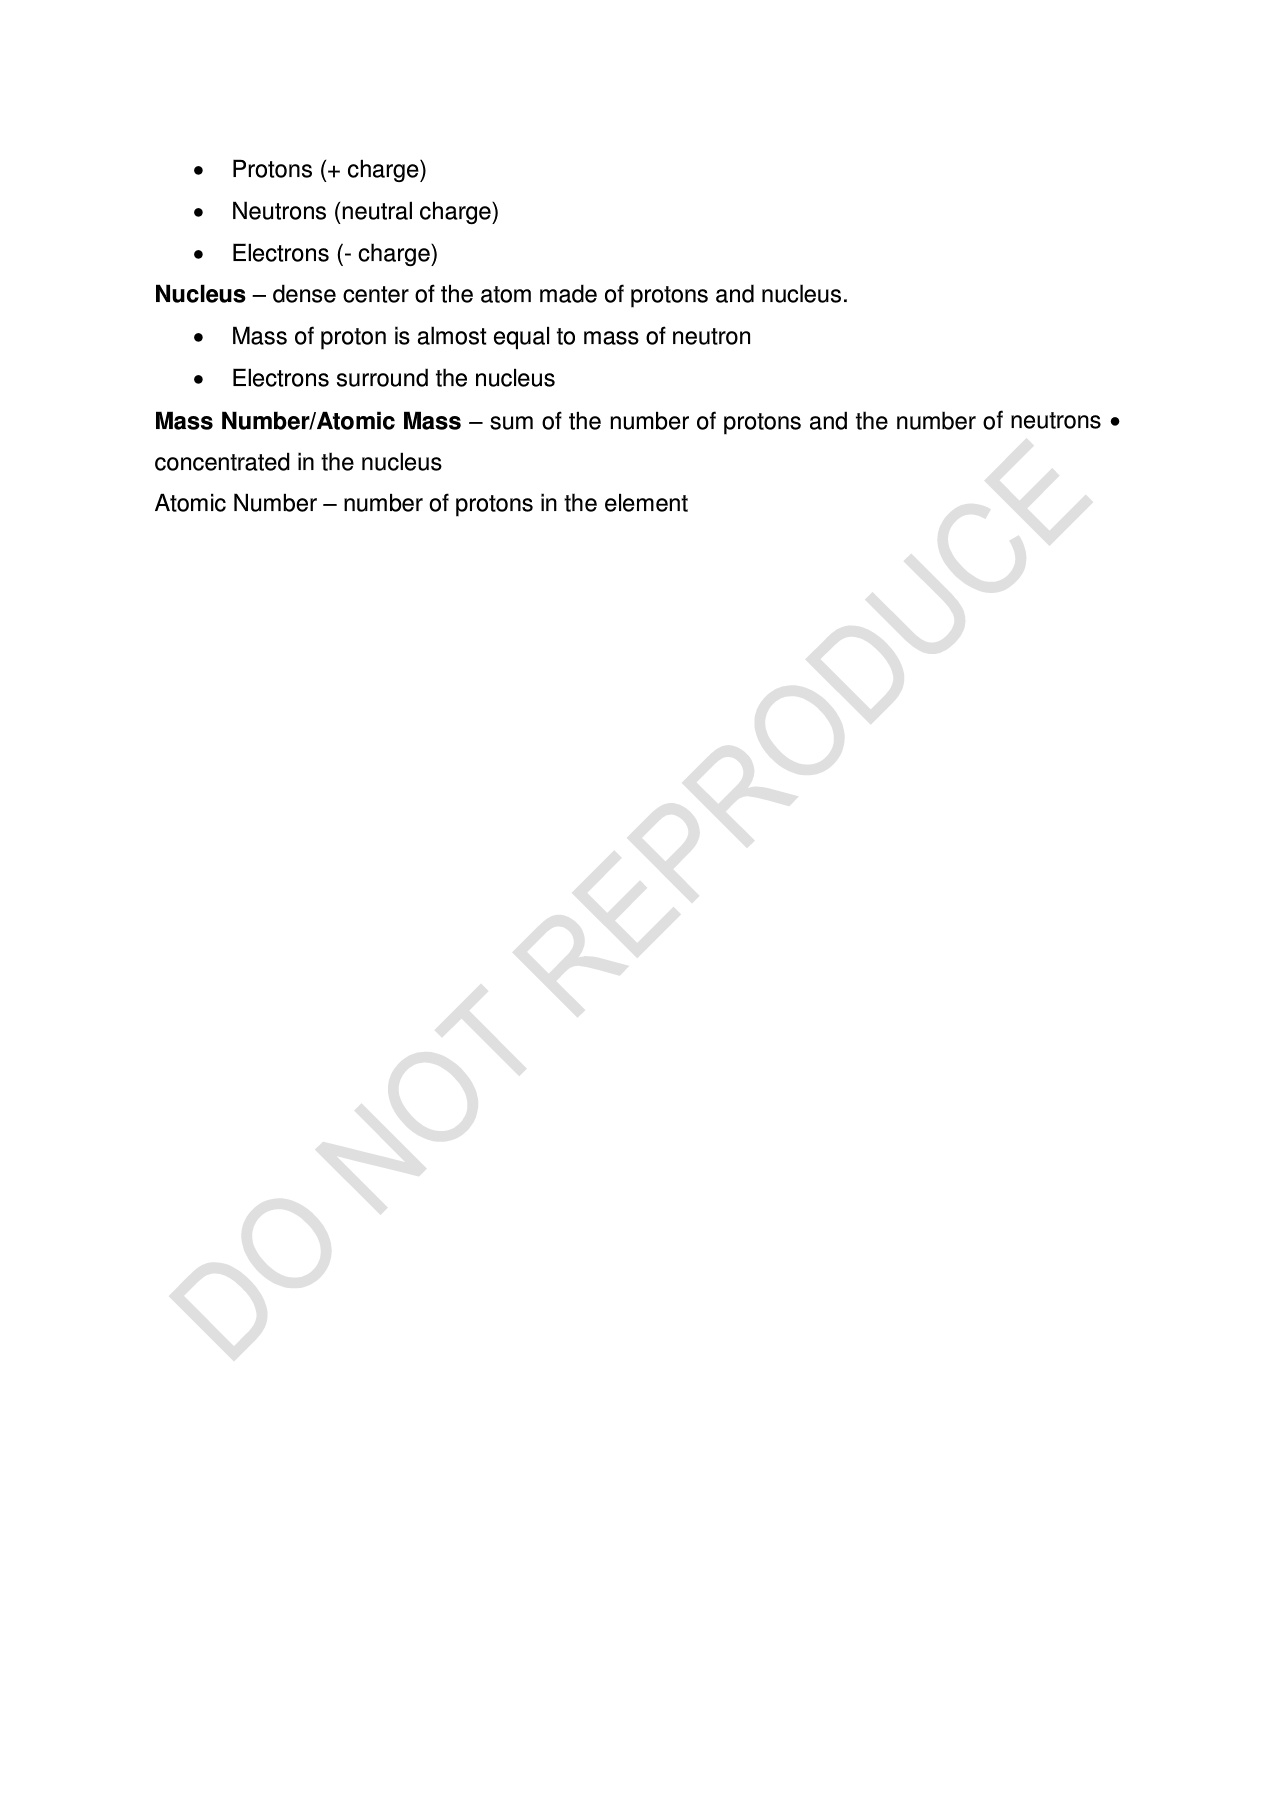 • Protons (+ charge)
• Neutrons (neutral charge)
• Electrons (- charge)
Nucleus – dense center of the atom made of protons and nucleus.
• Mass of proton is almost equal to mass of neutron
• Electrons surround the nucleus
Mass Number/Atomic Mass – sum of the number of protons and the number of neutrons •
concentrated in the nucleus
Atomic Number – number of protons in the element
DO NOT REPRODUCE